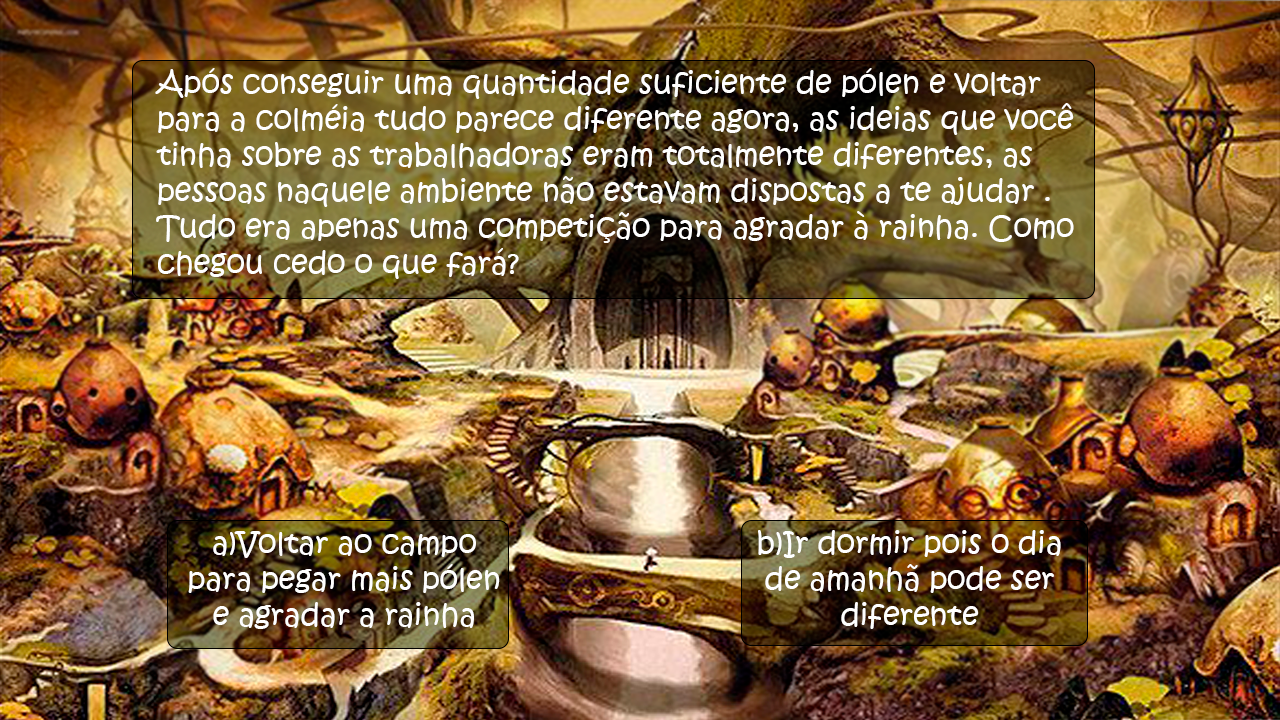 Após conseguir uma quantidade suficiente de pólen e voltar
para a colméia tudo parece diferente agora, as ideias que você
tinha sobre as trabalhadoras eram totalmente diferentes, as
pessoas naquele ambiente não estavam dispostas a te ajudar .
Tudo era apenas uma competição para agradar à rainha. Como
chegou cedo o que fará?
a)Voltar ao campo
para pegar mais pólen
e agradar a rainha
b)Ir dormir pois o dia
de amanhã pode ser
diferente